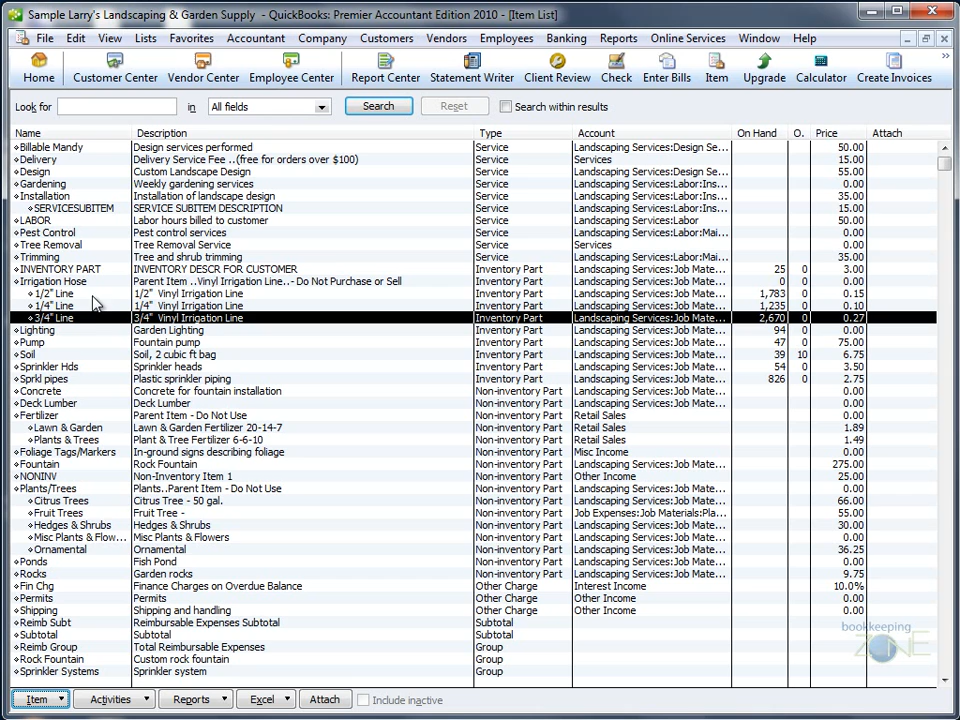 Sample Larry's Landscaping & Garden Supply - QuickBooks: Premier Accountant Edition 2010 - [Item List]
File Edit View Lists Favorites Accountant Company Customers Vendors Employees Banking Reports Online Services Window Help
Home Customer Center Vendor Center Employee Center Report Center Statement Writer Client Review Check Enter Bills Item Upgrade Calculator Create Invoices
Look for in All fields Search Reset Search within results
Name Description Type Account On Hand O. Price Attach
Billable Mandy Design services performed Service Landscaping Services:Design Se... 50.00
Delivery Delivery Service Fee ..(free for orders over $100) Service Services 15.00
Design Custom Landscape Design Service Landscaping Services:Design Se... 55.00
Gardening Weekly gardening services Service Landscaping Services:Labor:Ins... 0.00
Installation Installation of landscape design Service Landscaping Services:Labor:Ins... 35.00
SERVICESUBITEM SERVICE SUBITEM DESCRIPTION Service Landscaping Services:Labor:Ins... 15.00
LABOR Labor hours billed to customer Service Landscaping Services:Labor 50.00
Pest Control Pest control services Service Landscaping Services:Labor:Mai... 0.00
Tree Removal Tree Removal Service Service Services 0.00
Trimming Tree and shrub trimming Service Landscaping Services:Labor:Mai... 35.00
INVENTORY PART INVENTORY DESCR FOR CUSTOMER Inventory Part Landscaping Services:Job Mate... 25 0 3.00
Irrigation Hose Parent Item ..Vinyl Irrigation Line..- Do Not Purchase or Sell Inventory Part Landscaping Services:Job Mate... 0 0 0.00
1/2" Line 1/2" Vinyl Irrigation Line Inventory Part Landscaping Services:Job Mate... 1,783 0 0.15
1/4" Line 1/4" Vinyl Irrigation Line Inventory Part Landscaping Services:Job Mate... 1,235 0 0.10
3/4" Line 3/4" Vinyl Irrigation Line Inventory Part Landscaping Services:Job Mate... 2,670 0 0.27
Lighting Garden Lighting Inventory Part Landscaping Services:Job Mate... 94 0 0.00
Pump Fountain pump Inventory Part Landscaping Services:Job Mate... 47 0 75.00
Soil Soil, 2 cubic ft bag Inventory Part Landscaping Services:Job Mate... 39 10 6.75
Sprinkler Hds Sprinkler heads Inventory Part Landscaping Services:Job Mate... 54 0 3.50
Sprkl pipes Plastic sprinkler piping Inventory Part Landscaping Services:Job Mate... 826 0 2.75
Concrete Concrete for fountain installation Non-inventory Part Landscaping Services:Job Mate... 0.00
Deck Lumber Deck Lumber Non-inventory Part Landscaping Services:Job Mate... 0.00
Fertilizer Parent Item - Do Not Use Non-inventory Part Retail Sales 0.00
Lawn & Garden Lawn & Garden Fertilizer 20-14-7 Non-inventory Part Retail Sales 1.89
Plants & Trees Plant & Tree Fertilizer 6-6-10 Non-inventory Part Retail Sales 1.49
Foliage Tags/Markers In-ground signs describing foliage Non-inventory Part Misc Income 0.00
Fountain Rock Fountain Non-inventory Part Landscaping Services:Job Mate... 275.00
NONINV Non-Inventory Item 1 Non-inventory Part Other Income 25.00
Plants/Trees Plants..Parent Item - Do Not Use Non-inventory Part Landscaping Services:Job Mate... 0.00
Citrus Trees Citrus Tree - 50 gal. Non-inventory Part Landscaping Services:Job Mate... 66.00
Fruit Trees Fruit Tree - Non-inventory Part Job Expenses:Job Materials:Pla... 55.00
Hedges & Shrubs Hedges & Shrubs Non-inventory Part Landscaping Services:Job Mate... 30.00
Misc Plants & Flow... Misc Plants & Flowers Non-inventory Part Landscaping Services:Job Mate... 0.00
Ornamental Ornamental Non-inventory Part Landscaping Services:Job Mate... 36.25
Ponds Fish Pond Non-inventory Part Landscaping Services:Job Mate... 0.00
Rocks Garden rocks Non-inventory Part Landscaping Services:Job Mate... 9.75
Fin Chg Finance Charges on Overdue Balance Other Charge Interest Income 10.0%
Permits Permits Other Charge Other Income 0.00
Shipping Shipping and handling Other Charge Other Income 0.00
Reimb Subt Reimbursable Expenses Subtotal Subtotal
Subtotal Subtotal Subtotal
Reimb Group Total Reimbursable Expenses Group
Rock Fountain Custom rock fountain Group
Sprinkler Systems Sprinkler system Group
bookkeeping
ZONE
Item Activities Reports Excel Attach Include inactive